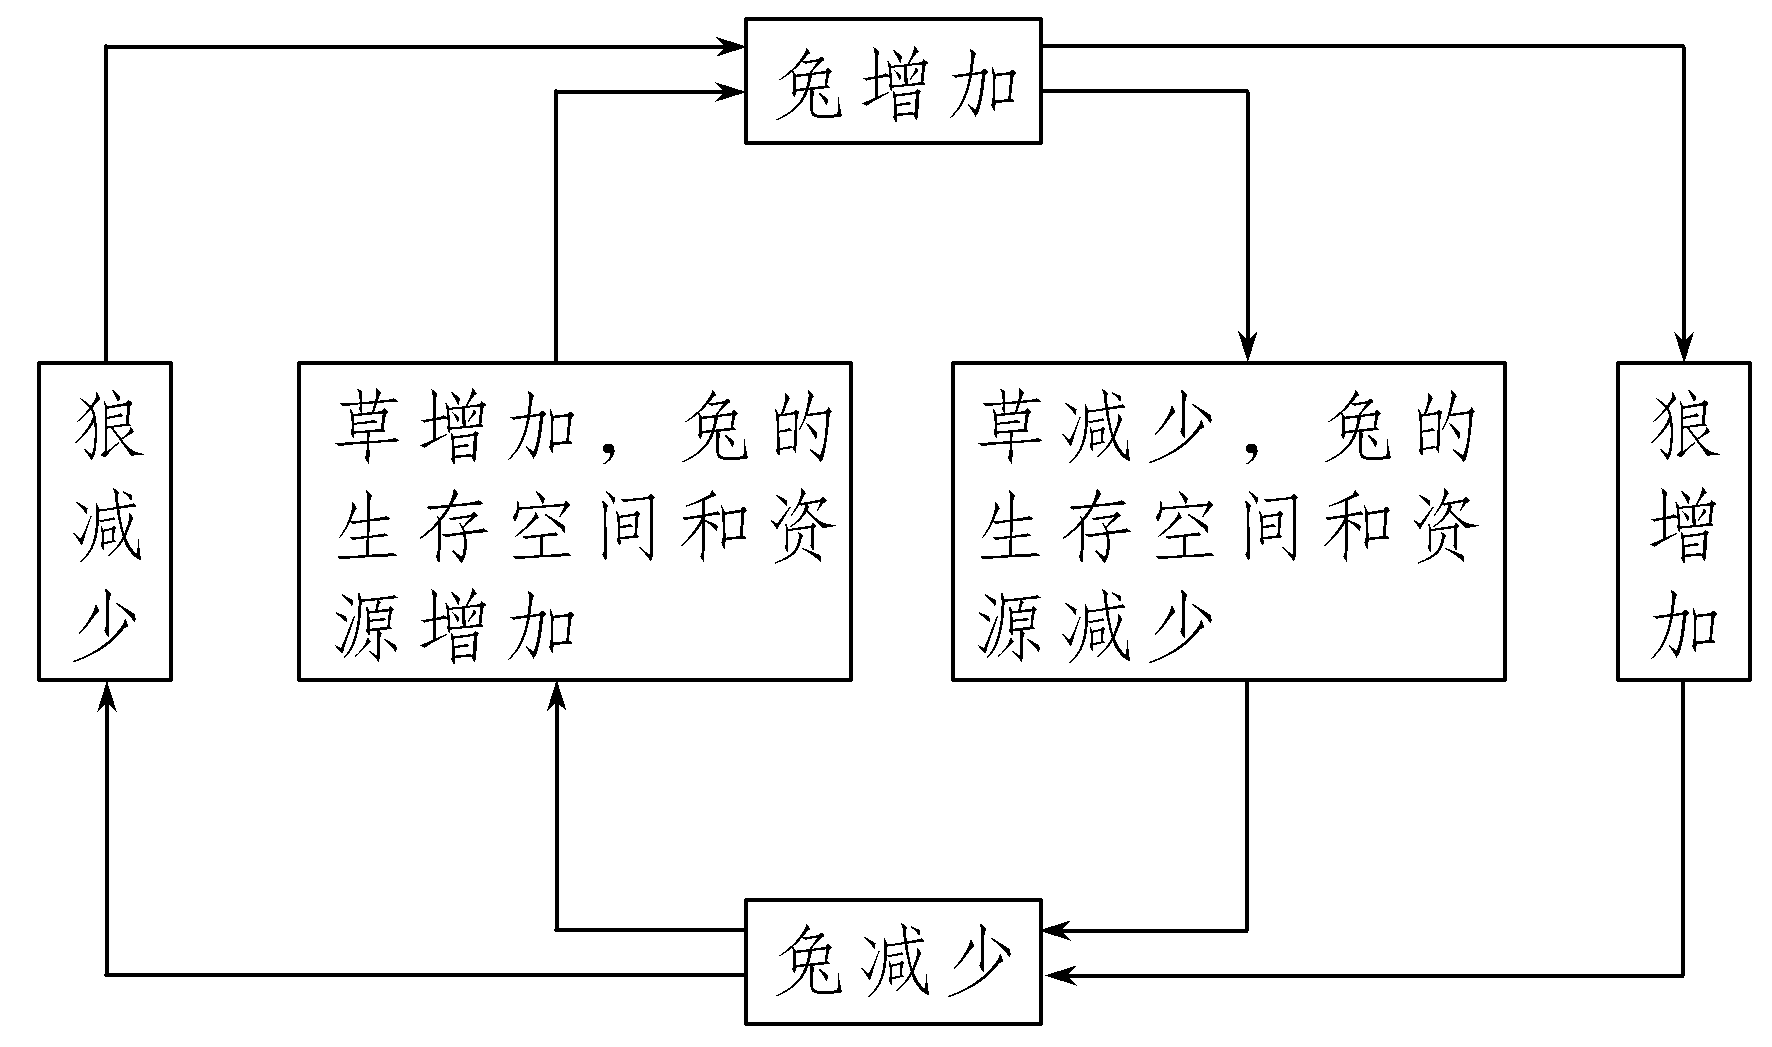 兔增加
狼
减
少
草增加，兔的
生存空间和资
源增加
草减少，兔的
生存空间和资
源减少
狼
增
加
兔减少